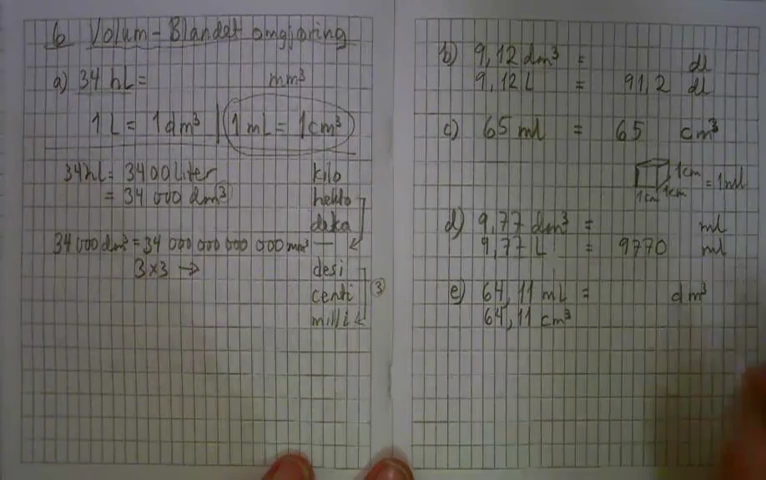 6 Volum - Blandet omgjøring
a) 34 hL = mm³
1 L = 1 dm³ | 1 mL = 1 cm³
34 hL = 3400 Liter
= 34 000 dm³
34 000 dm³ = 34 000 000 000 000 mm³
3 x 3 →
kilo
hekto
deka
—
desi
centi
milli
3
b) 9,12 dm³ = dl
9,12 L = 91,2 dl
c) 65 ml = 65 cm³
1cm
1cm 1cm = 1ml
d) 9,77 dm³ = ml
9,77 L = 9770 ml
e) 64,11 mL = dm³
64,11 cm³